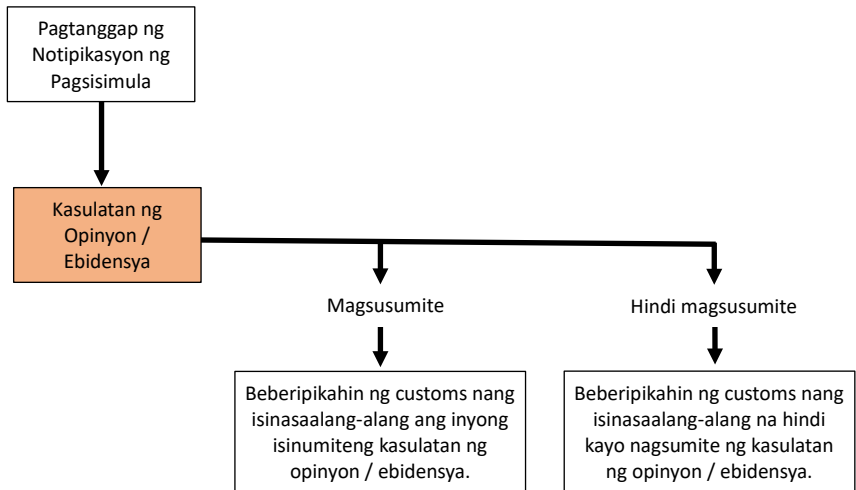 Pagtanggap ng
Notipikasyon ng
Pagsisimula
Kasulatan ng
Opinyon /
Ebidensya
Magsusumite
Hindi magsusumite
Beberipikahin ng customs nang
isinasaalang-alang ang inyong
isinumiteng kasulatan ng
opinyon / ebidensya.
Beberipikahin ng customs nang
isinasaalang-alang na hindi
kayo nagsumite ng kasulatan
ng opinyon / ebidensya.